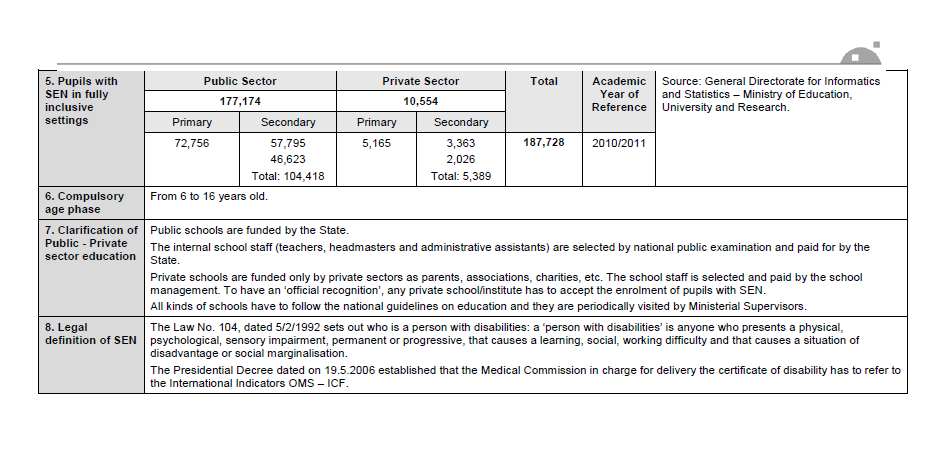 5. Pupils with
SEN in fully
inclusive
settings
Public Sector
Private Sector
Total
Academic
Year of
Reference
Source: General Directorate for Informatics
and Statistics – Ministry of Education,
University and Research.
177,174
10,554
Primary
Secondary
Primary
Secondary
72,756
57,795
46,623
Total: 104,418
5,165
3,363
2,026
Total: 5,389
187,728
2010/2011
6. Compulsory
age phase
From 6 to 16 years old.
7. Clarification of
Public - Private
sector education
Public schools are funded by the State.
The internal school staff (teachers, headmasters and administrative assistants) are selected by national public examination and paid for by the
State.
Private schools are funded only by private sectors as parents, associations, charities, etc. The school staff is selected and paid by the school
management. To have an ‘official recognition’, any private school/institute has to accept the enrolment of pupils with SEN.
All kinds of schools have to follow the national guidelines on education and they are periodically visited by Ministerial Supervisors.
8. Legal
definition of SEN
The Law No. 104, dated 5/2/1992 sets out who is a person with disabilities: a ‘person with disabilities’ is anyone who presents a physical,
psychological, sensory impairment, permanent or progressive, that causes a learning, social, working difficulty and that causes a situation of
disadvantage or social marginalisation.
The Presidential Decree dated on 19.5.2006 established that the Medical Commission in charge for delivery the certificate of disability has to refer to
the International Indicators OMS – ICF.